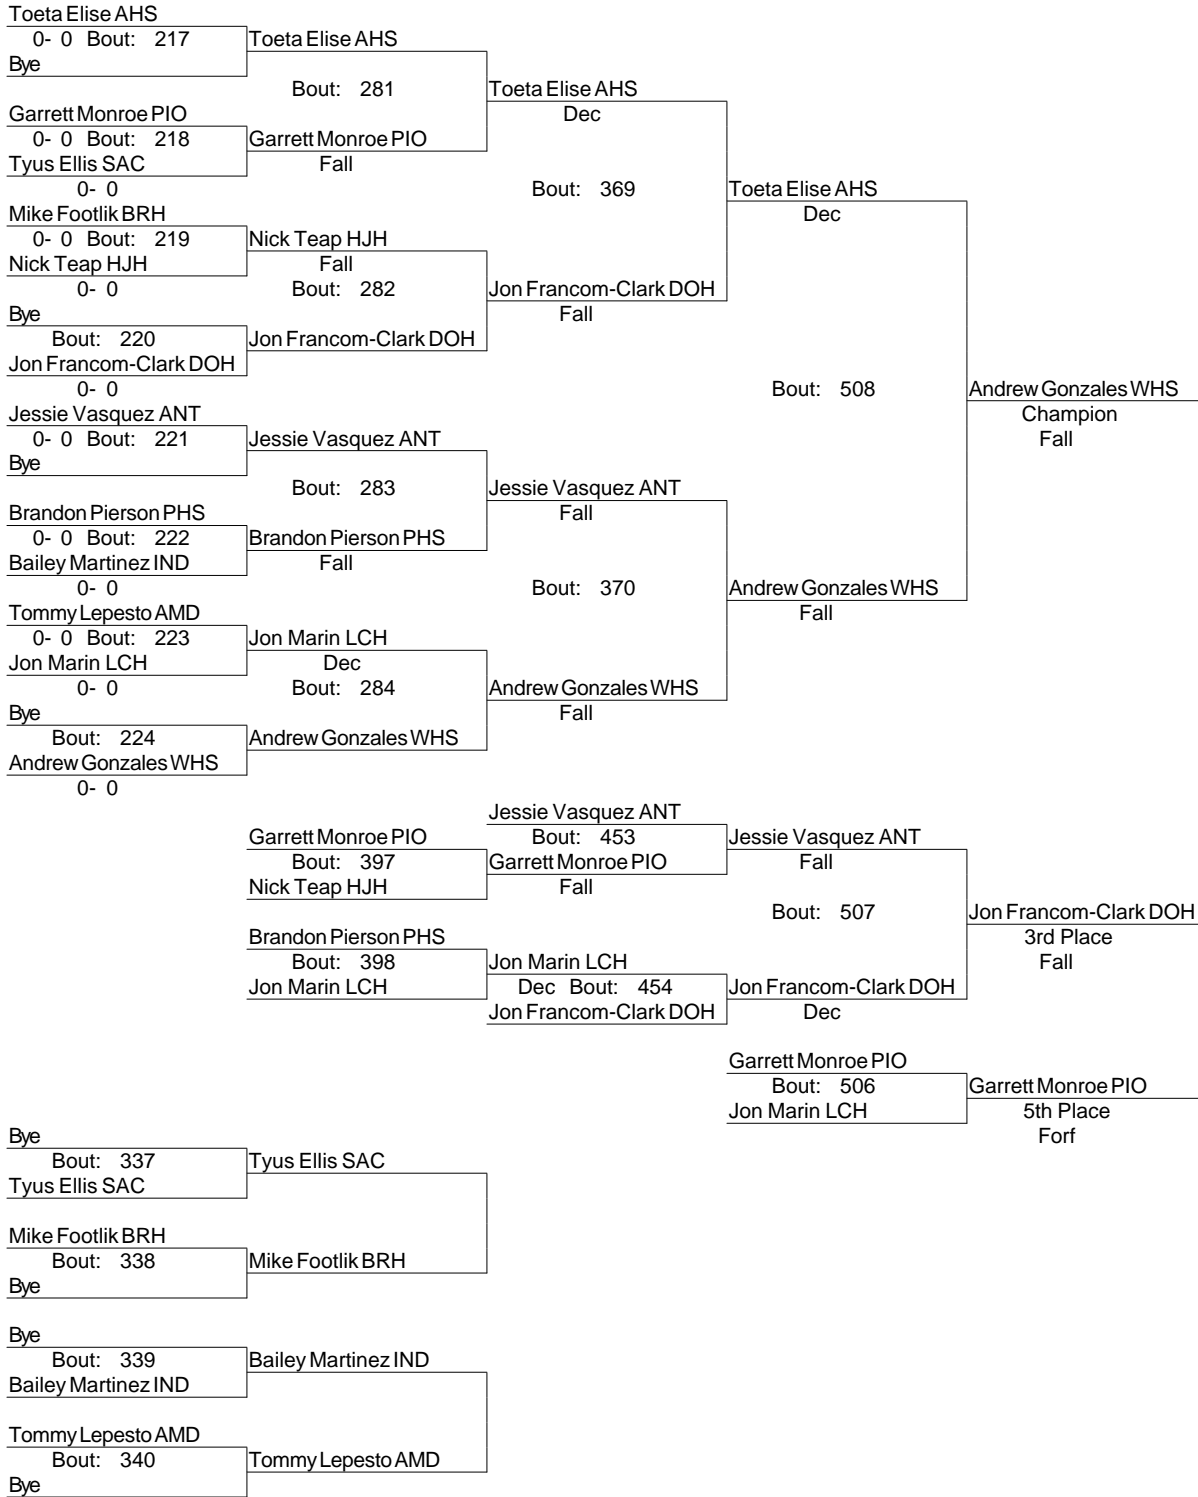 Toeta Elise AHS
0- 0 Bout: 217 Toeta Elise AHS
Bye
Bout: 281 Toeta Elise AHS
Garrett Monroe PIO Dec
0- 0 Bout: 218 Garrett Monroe PIO
Tyus Ellis SAC Fall
0- 0 Bout: 369 Toeta Elise AHS
Mike Footlik BRH Dec
0- 0 Bout: 219 Nick Teap HJH
Nick Teap HJH Fall
0- 0 Bout: 282 Jon Francom-Clark DOH
Bye Fall
Bout: 220 Jon Francom-Clark DOH
Jon Francom-Clark DOH
0- 0 Bout: 508 Andrew Gonzales WHS
Jessie Vasquez ANT Champion
0- 0 Bout: 221 Jessie Vasquez ANT Fall
Bye
Bout: 283 Jessie Vasquez ANT
Brandon Pierson PHS Fall
0- 0 Bout: 222 Brandon Pierson PHS
Bailey Martinez IND Fall
0- 0 Bout: 370 Andrew Gonzales WHS
Tommy Lepesto AMD Fall
0- 0 Bout: 223 Jon Marin LCH
Jon Marin LCH Dec
0- 0 Bout: 284 Andrew Gonzales WHS
Bye Fall
Bout: 224 Andrew Gonzales WHS
Andrew Gonzales WHS
0- 0
Jessie Vasquez ANT
Garrett Monroe PIO Bout: 453 Jessie Vasquez ANT
Bout: 397 Garrett Monroe PIO Fall
Nick Teap HJH Fall
Bout: 507 Jon Francom-Clark DOH
Brandon Pierson PHS 3rd Place
Bout: 398 Jon Marin LCH Fall
Jon Marin LCH Dec Bout: 454 Jon Francom-Clark DOH
Jon Francom-Clark DOH Dec
Garrett Monroe PIO
Bout: 506 Garrett Monroe PIO
Jon Marin LCH 5th Place
Bye Forf
Bout: 337 Tyus Ellis SAC
Tyus Ellis SAC
Mike Footlik BRH
Bout: 338 Mike Footlik BRH
Bye
Bye
Bout: 339 Bailey Martinez IND
Bailey Martinez IND
Tommy Lepesto AMD
Bout: 340 Tommy Lepesto AMD
Bye